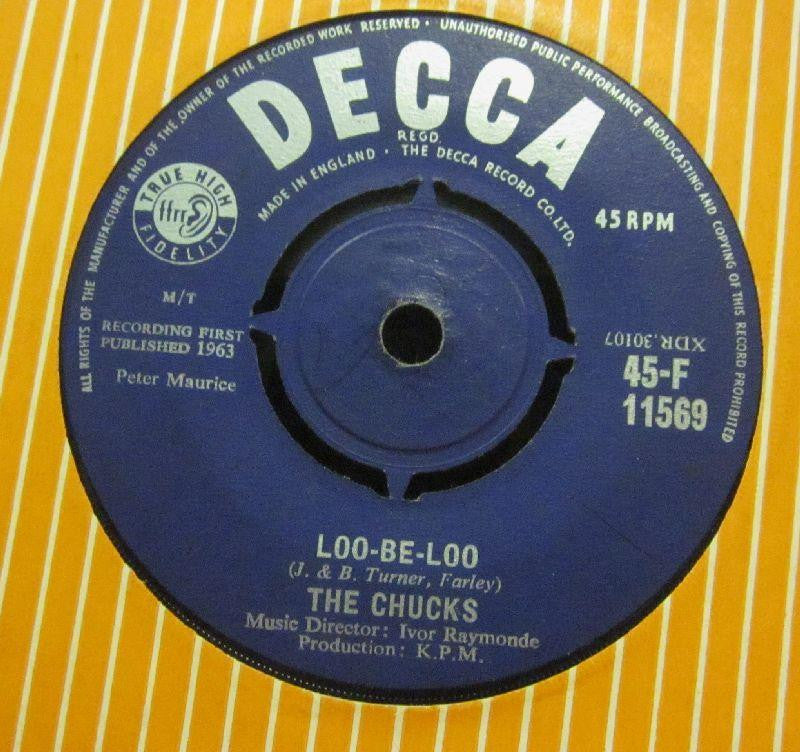 ALL RIGHTS OF THE MANUFACTURER AND OF THE OWNER OF THE RECORDED WORK RESERVED · UNAUTHORISED PUBLIC PERFORMANCE BROADCASTING AND COPYING OF THIS RECORD PROHIBITED
DECCA
REGD.
MADE IN ENGLAND · THE DECCA RECORD CO. LTD.
TRUE HIGH
ffrr
FIDELITY
45 RPM
M/T
RECORDING FIRST
PUBLISHED 1963
Peter Maurice
XDR.30107
45-F
11569
LOO-BE-LOO
(J. & B. Turner, Farley)
THE CHUCKS
Music Director: Ivor Raymonde
Production: K.P.M.